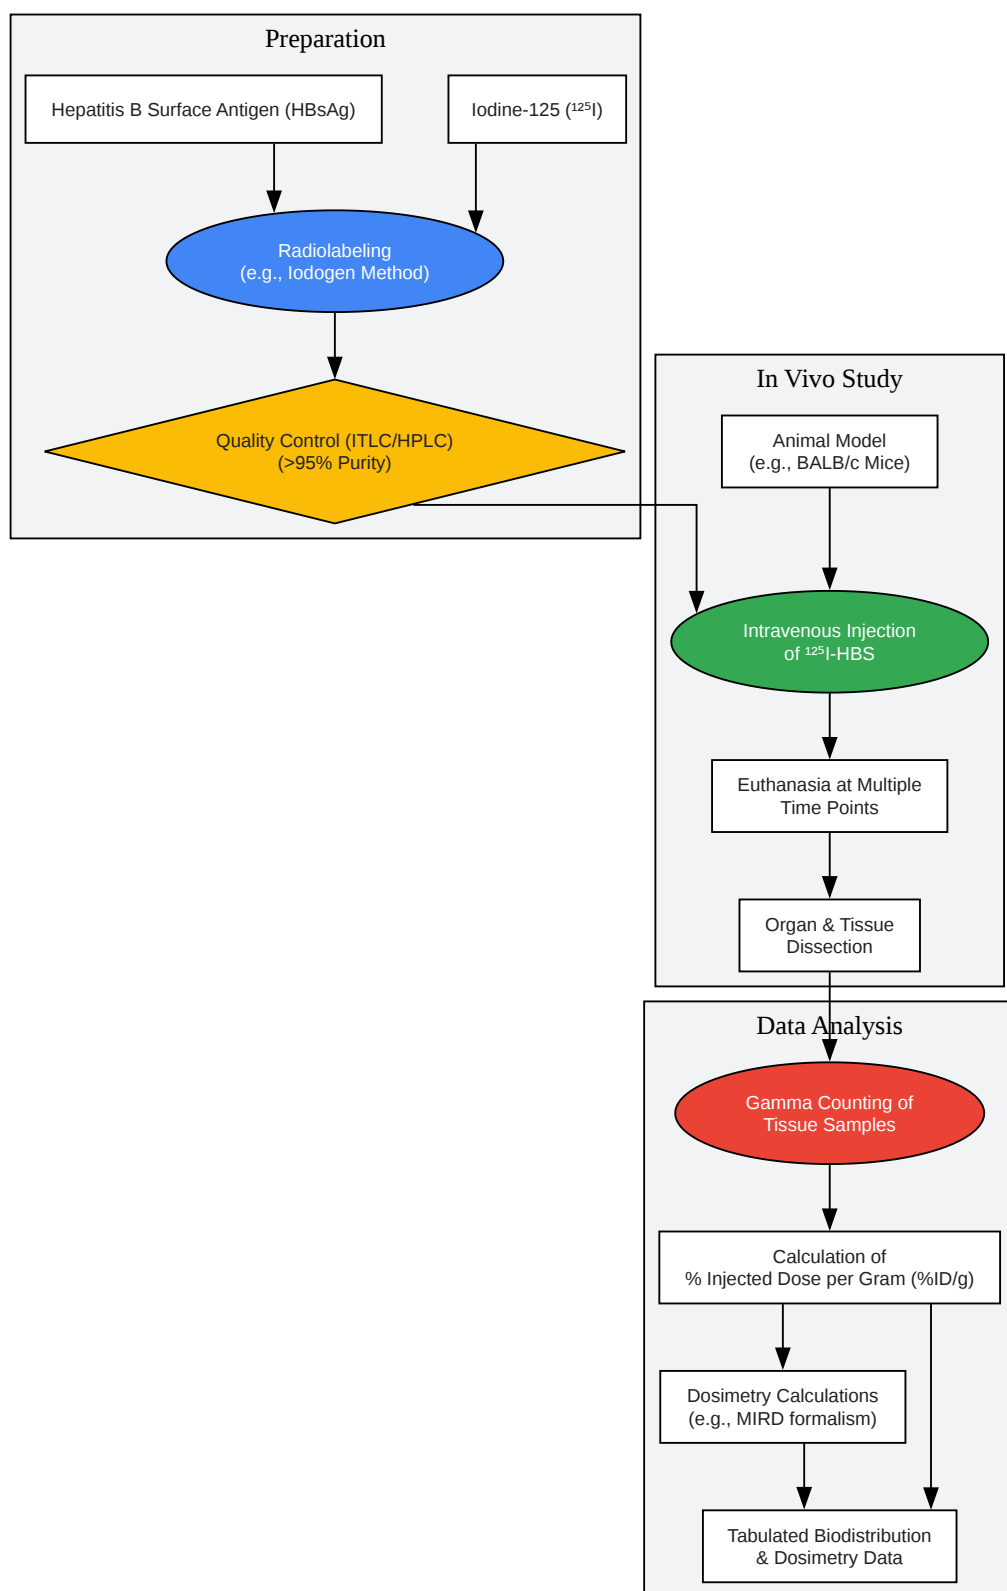 Preparation
Hepatitis B Surface Antigen (HBsAg)
Iodine-125 (¹²⁵I)
Radiolabeling
(e.g., Iodogen Method)
Quality Control (ITLC/HPLC)
(>95% Purity)
In Vivo Study
Animal Model
(e.g., BALB/c Mice)
Intravenous Injection
of ¹²⁵I-HBS
Euthanasia at Multiple
Time Points
Organ & Tissue
Dissection
Data Analysis
Gamma Counting of
Tissue Samples
Calculation of
% Injected Dose per Gram (%ID/g)
Dosimetry Calculations
(e.g., MIRD formalism)
Tabulated Biodistribution
& Dosimetry Data